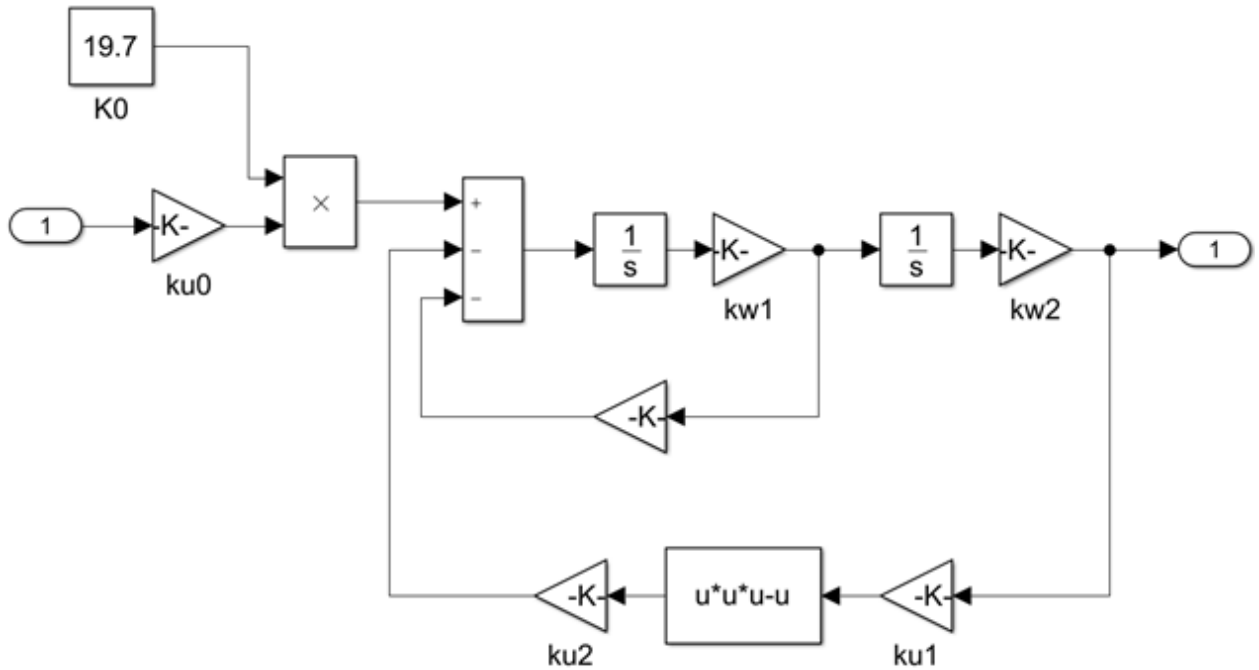 19.7
K0
×
1
-K-
ku0
+
−
−
1
s
-K-
kw1
1
s
-K-
kw2
1
-K-
-K-
ku2
u*u*u-u
-K-
ku1